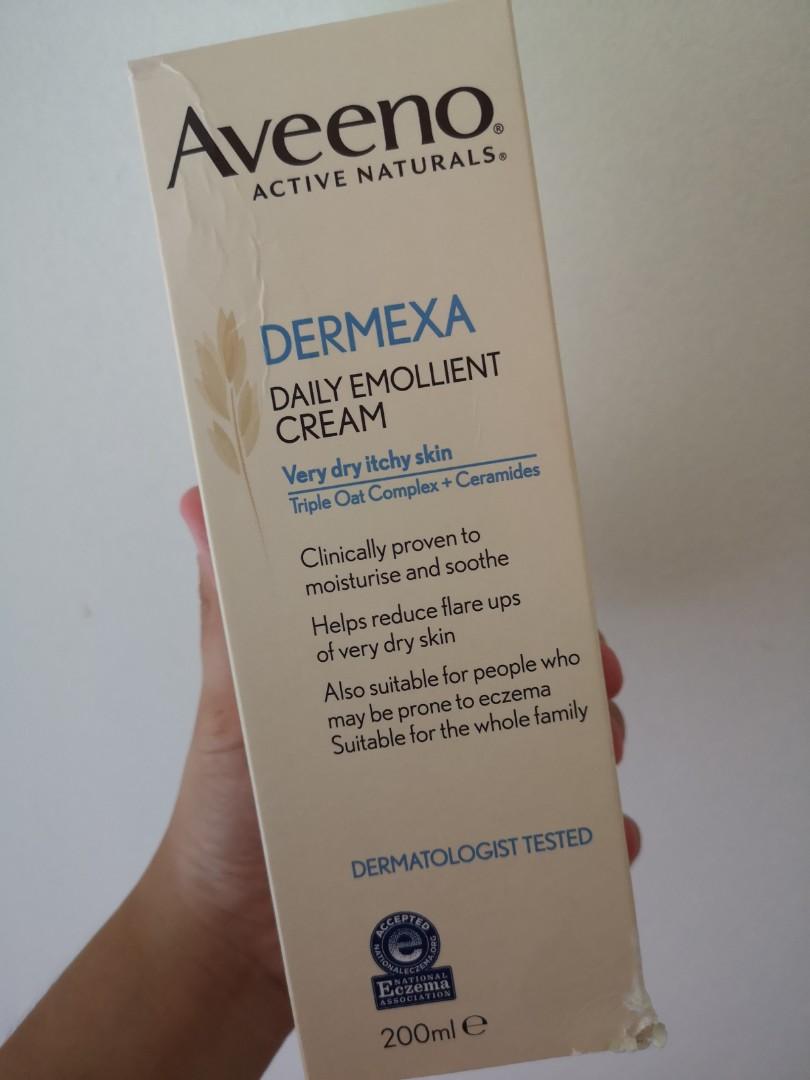 Aveeno®
ACTIVE NATURALS®
DERMEXA
DAILY EMOLLIENT
CREAM
Very dry itchy skin
Triple Oat Complex + Ceramides
Clinically proven to
moisturise and soothe
Helps reduce flare ups
of very dry skin
Also suitable for people who
may be prone to eczema
Suitable for the whole family
DERMATOLOGIST TESTED
ACCEPTED
e
NATIONALECZEMA.ORG
NATIONAL
Eczema
ASSOCIATION
200ml ℮